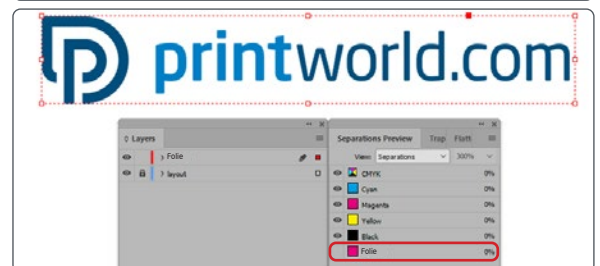 printworld.com
Layers
Separations Preview Trap Flatt
Folie
View: Separations 300%
layout
CMYK 0%
Cyan 0%
Magenta 0%
Yellow 0%
Black 0%
Folie 0%